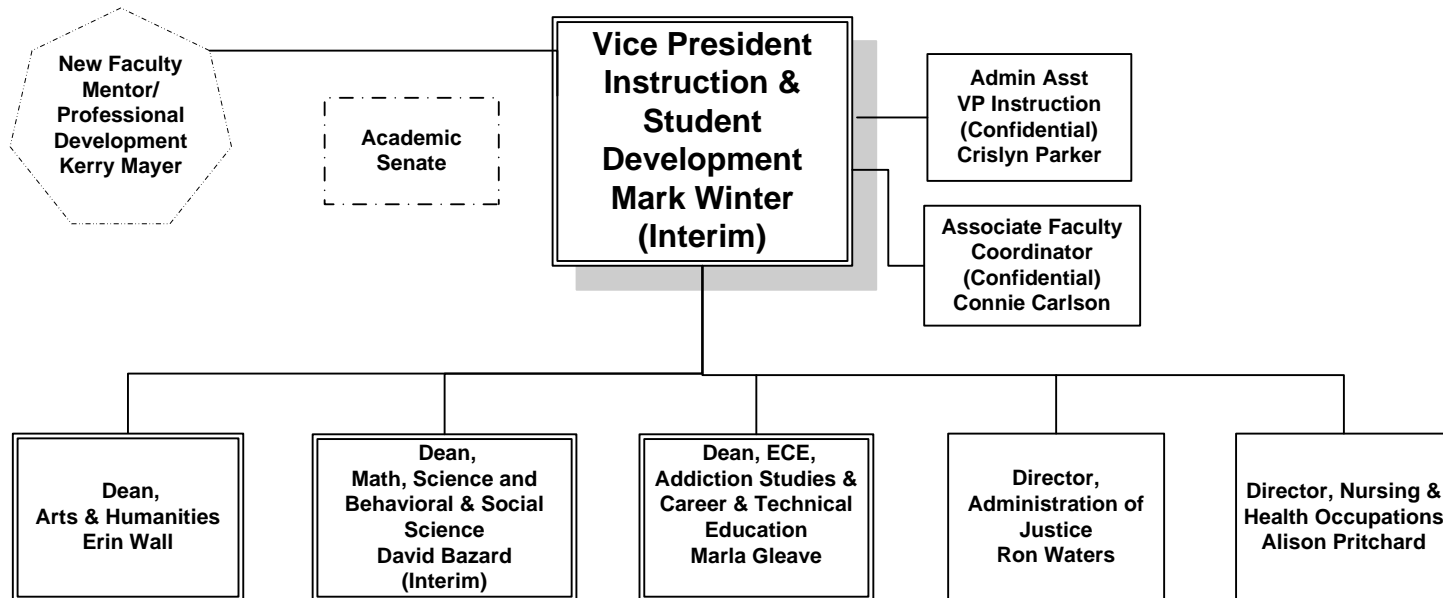 New Faculty
Mentor/
Professional
Development
Kerry Mayer
Academic
Senate
Vice President
Instruction &
Student
Development
Mark Winter
(Interim)
Admin Asst
VP Instruction
(Confidential)
Crislyn Parker
Associate Faculty
Coordinator
(Confidential)
Connie Carlson
Dean,
Arts & Humanities
Erin Wall
Dean,
Math, Science and
Behavioral & Social
Science
David Bazard
(Interim)
Dean, ECE,
Addiction Studies &
Career & Technical
Education
Marla Gleave
Director,
Administration of
Justice
Ron Waters
Director, Nursing &
Health Occupations
Alison Pritchard